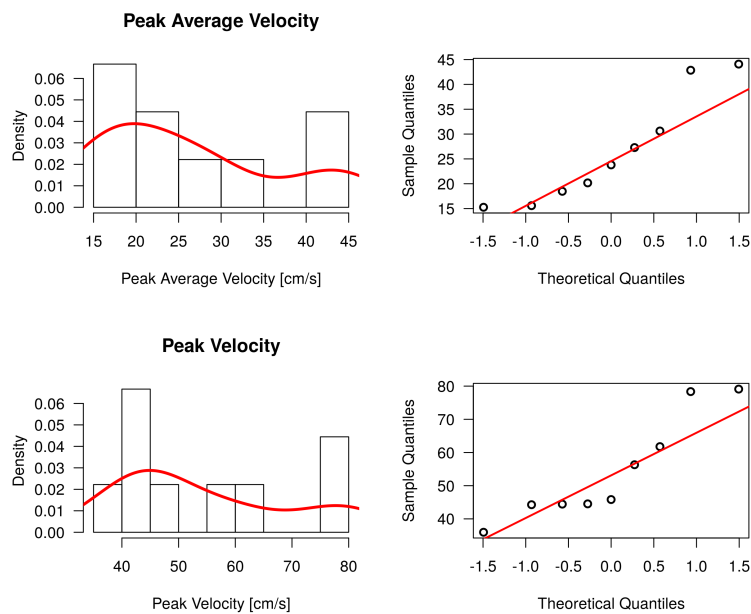 Peak Average Velocity
Density
0.00
0.01
0.02
0.03
0.04
0.05
0.06
15 20 25 30 35 40 45
Peak Average Velocity [cm/s]
Sample Quantiles
15
20
25
30
35
40
45
-1.5 -1.0 -0.5 0.0 0.5 1.0 1.5
Theoretical Quantiles
Peak Velocity
Density
0.00
0.01
0.02
0.03
0.04
0.05
0.06
40 50 60 70 80
Peak Velocity [cm/s]
Sample Quantiles
40
50
60
70
80
-1.5 -1.0 -0.5 0.0 0.5 1.0 1.5
Theoretical Quantiles